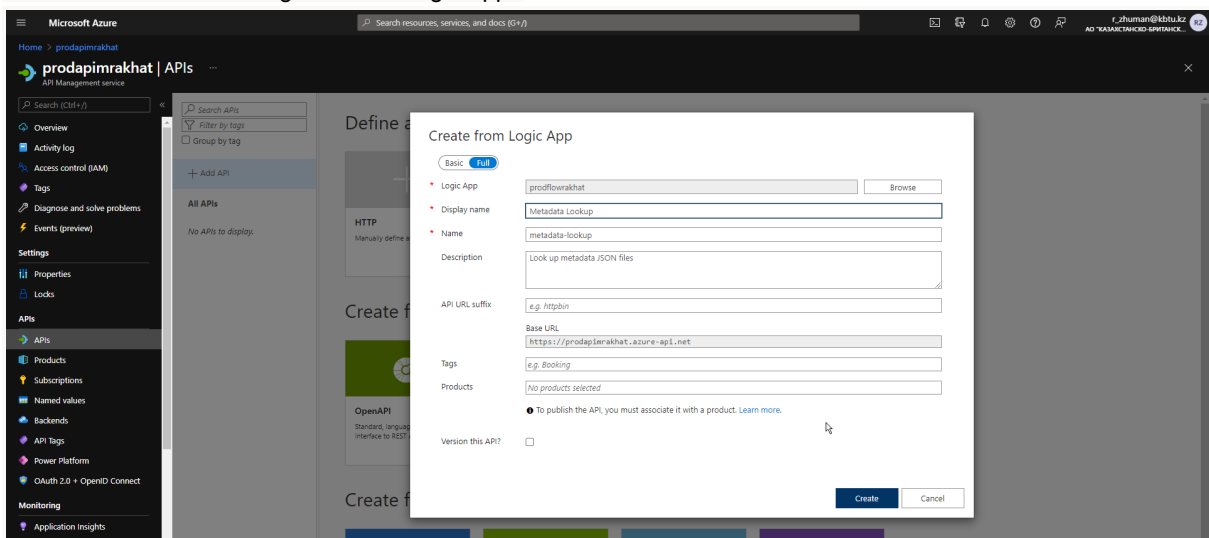 Microsoft Azure
Search resources, services, and docs (G+/)
r_zhuman@kbtu.kz
АО "КАЗАХСТАНСКО-БРИТАНСК...
RZ
Home > prodapimrakhat
prodapimrakhat | APIs ...
API Management service
Search (Ctrl+/)
«
Overview
Activity log
Access control (IAM)
Tags
Diagnose and solve problems
Events (preview)
Settings
Properties
Locks
APIs
APIs
Products
Subscriptions
Named values
Backends
API Tags
Power Platform
OAuth 2.0 + OpenID Connect
Monitoring
Application Insights
Search APIs
Filter by tags
Group by tag
+ Add API
All APIs
No APIs to display.
Define a
HTTP
Manually define a
Create f
OpenAPI
Standard, languag
interface to REST
Create f
Create from Logic App
Basic Full
* Logic App
prodflowrakhat
Browse
* Display name
Metadata Lookup
* Name
metadata-lookup
Description
Look up metadata JSON files
API URL suffix
e.g. httpbin
Base URL
https://prodapimrakhat.azure-api.net
Tags
e.g. Booking
Products
No products selected
To publish the API, you must associate it with a product. Learn more.
Version this API?
Create
Cancel